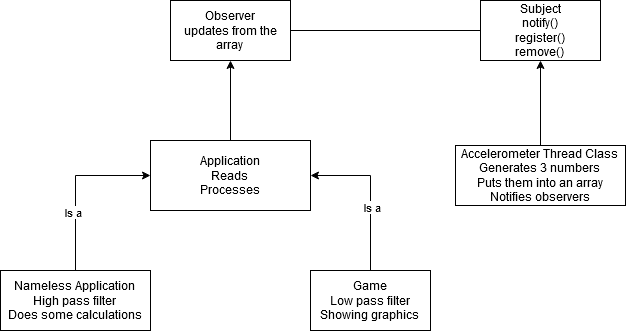 Observer
updates from the
array
Subject
notify()
register()
remove()
Application
Reads
Processes
Accelerometer Thread Class
Generates 3 numbers
Puts them into an array
Notifies observers
Is a
Is a
Nameless Application
High pass filter
Does some calculations
Game
Low pass filter
Showing graphics